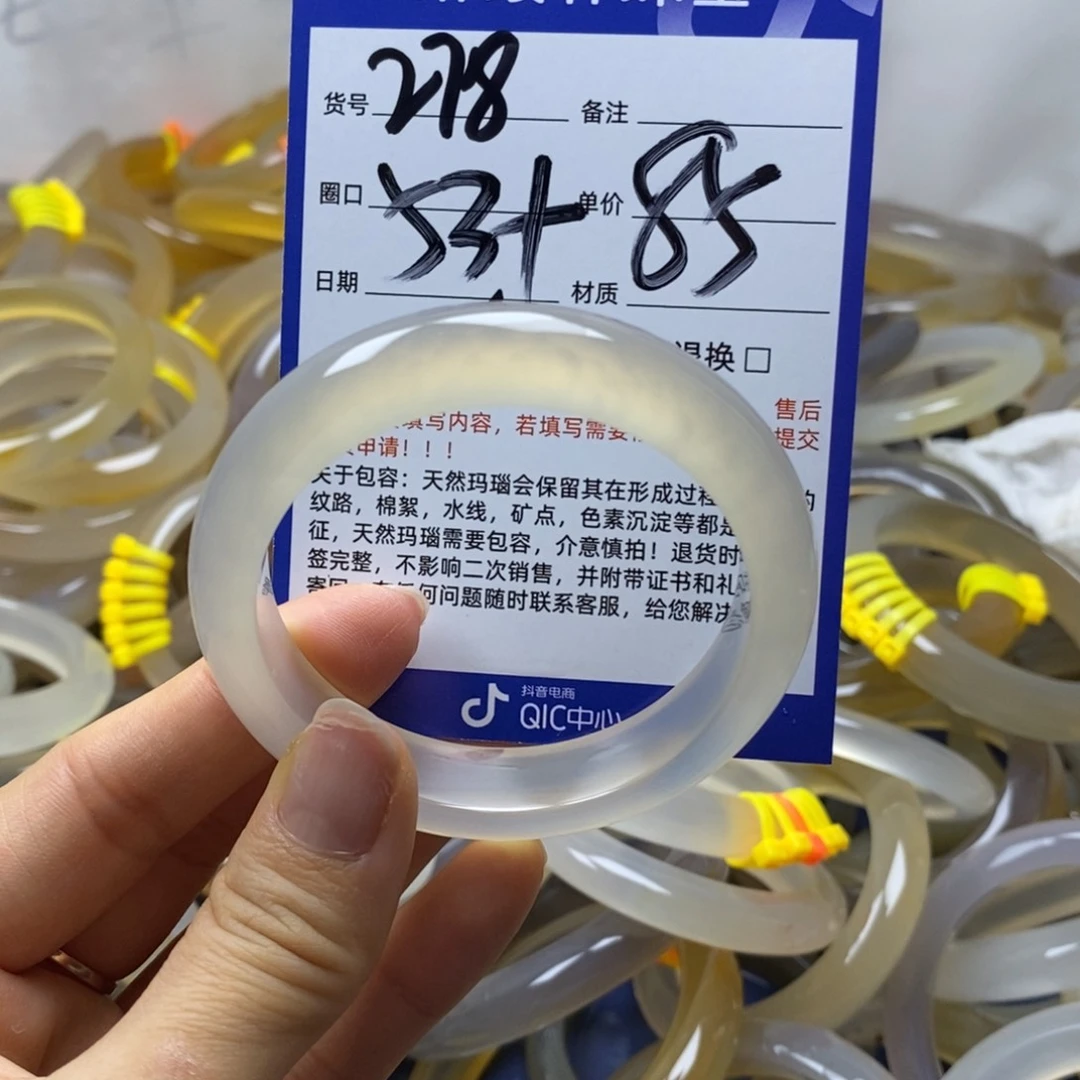 货号 278 备注
圈口 53+ 单价 85
日期 材质
退换 □
售后
填写内容，若填写需要 提交
申请！！！
关于包容：天然玛瑙会保留其在形成过程 的
纹路，棉絮，水线，矿点，色素沉淀等都是
征，天然玛瑙需要包容，介意慎拍！退货时
签完整，不影响二次销售，并附带证书和礼
何问题随时联系客服，给您解决
抖音电商
QIC中心